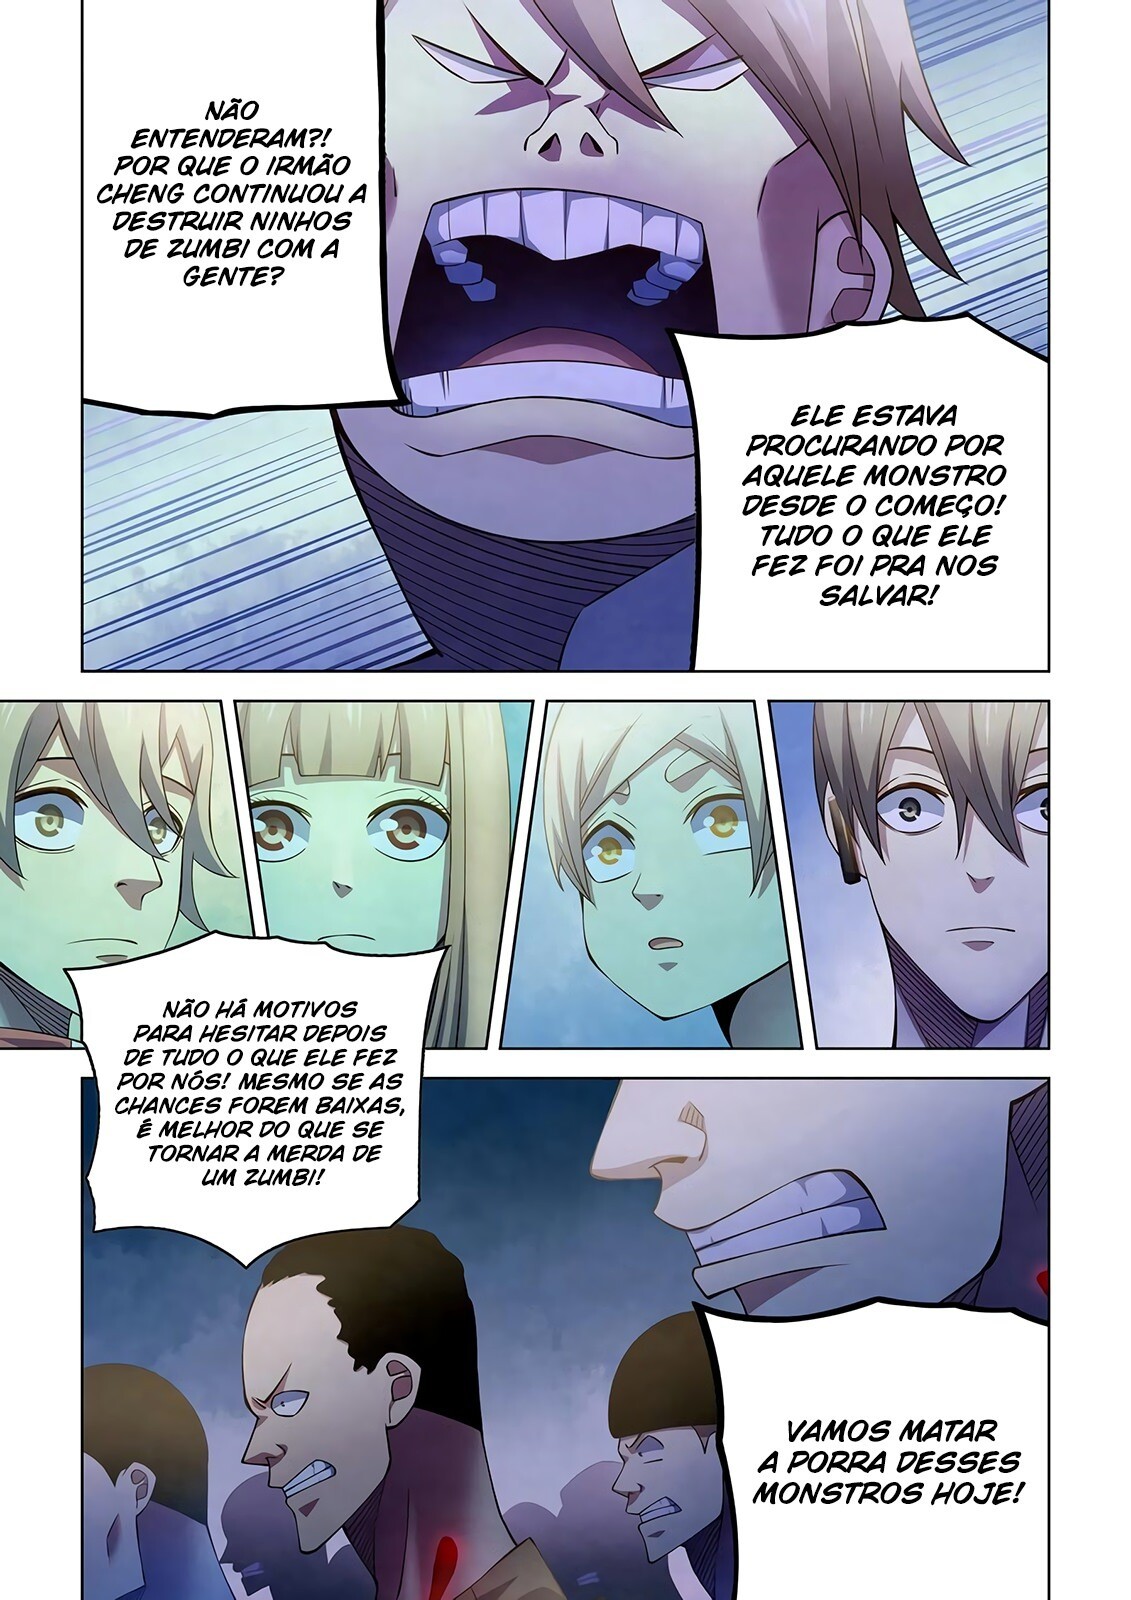 NÃO
ENTENDERAM?!
POR QUE O IRMÃO
CHENG CONTINUOU A
DESTRUIR NINHOS
DE ZUMBI COM A
GENTE?
ELE ESTAVA
PROCURANDO POR
AQUELE MONSTRO
DESDE O COMEÇO!
TUDO O QUE ELE
FEZ FOI PRA NOS
SALVAR!
NÃO HÁ MOTIVOS
PARA HESITAR DEPOIS
DE TUDO O QUE ELE FEZ
POR NÓS! MESMO SE AS
CHANCES FOREM BAIXAS,
É MELHOR DO QUE SE
TORNAR A MERDA DE
UM ZUMBI!
VAMOS MATAR
A PORRA DESSES
MONSTROS HOJE!